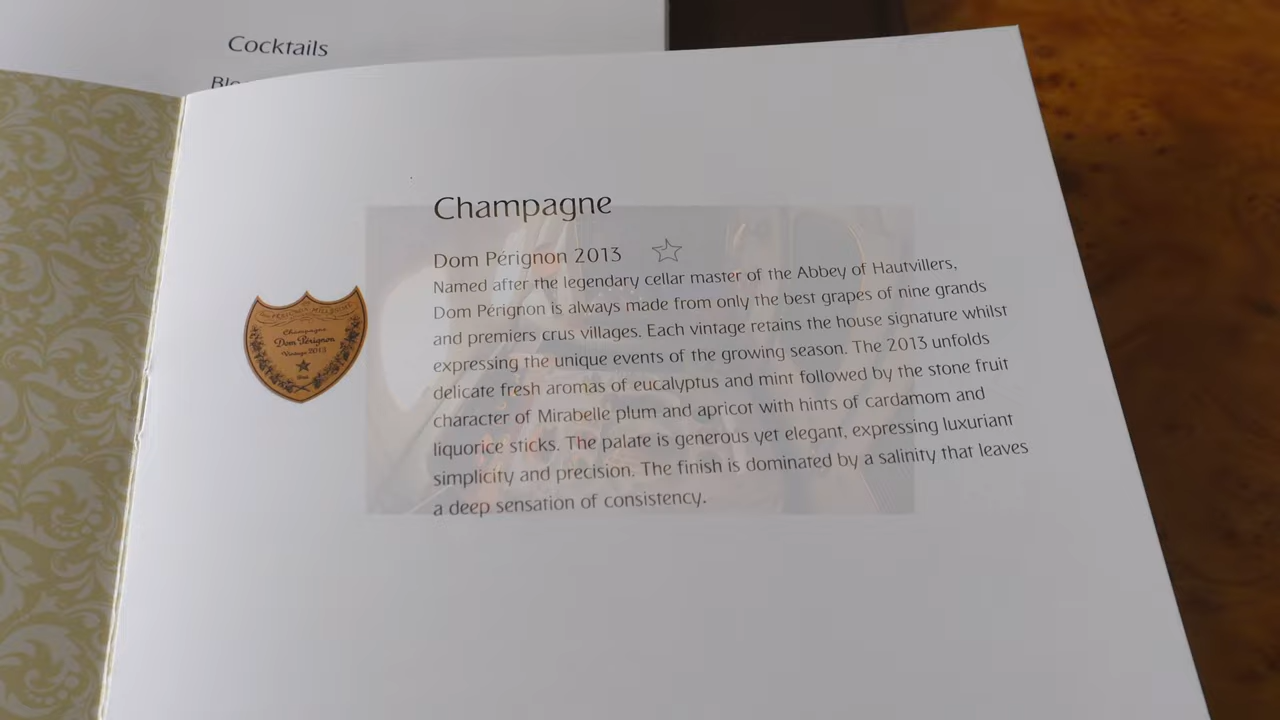 Cocktails
Champagne
Dom Pérignon 2013
Named after the legendary cellar master of the Abbey of Hautvillers,
Dom Pérignon is always made from only the best grapes of nine grands
and premiers crus villages. Each vintage retains the house signature whilst
expressing the unique events of the growing season. The 2013 unfolds
delicate fresh aromas of eucalyptus and mint followed by the stone fruit
character of Mirabelle plum and apricot with hints of cardamom and
liquorice sticks. The palate is generous yet elegant, expressing luxuriant
simplicity and precision. The finish is dominated by a salinity that leaves
a deep sensation of consistency.
Champagne
Dom Pérignon
Vintage 2013